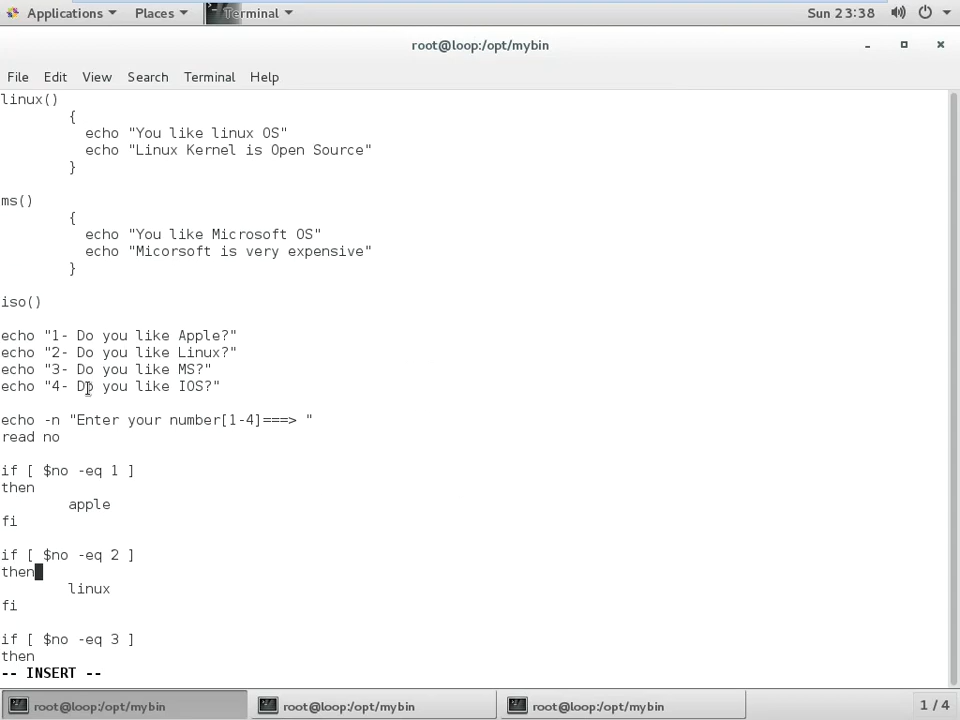 Applications Places Terminal Sun 23:38
root@loop:/opt/mybin
File Edit View Search Terminal Help
linux()
{
echo "You like linux OS"
echo "Linux Kernel is Open Source"
}
ms()
{
echo "You like Microsoft OS"
echo "Micorsoft is very expensive"
}
iso()
echo "1- Do you like Apple?"
echo "2- Do you like Linux?"
echo "3- Do you like MS?"
echo "4- Do you like IOS?"
echo -n "Enter your number[1-4]===> "
read no
if [ $no -eq 1 ]
then
apple
fi
if [ $no -eq 2 ]
then
linux
fi
if [ $no -eq 3 ]
then
-- INSERT --
root@loop:/opt/mybin root@loop:/opt/mybin root@loop:/opt/mybin 1 / 4